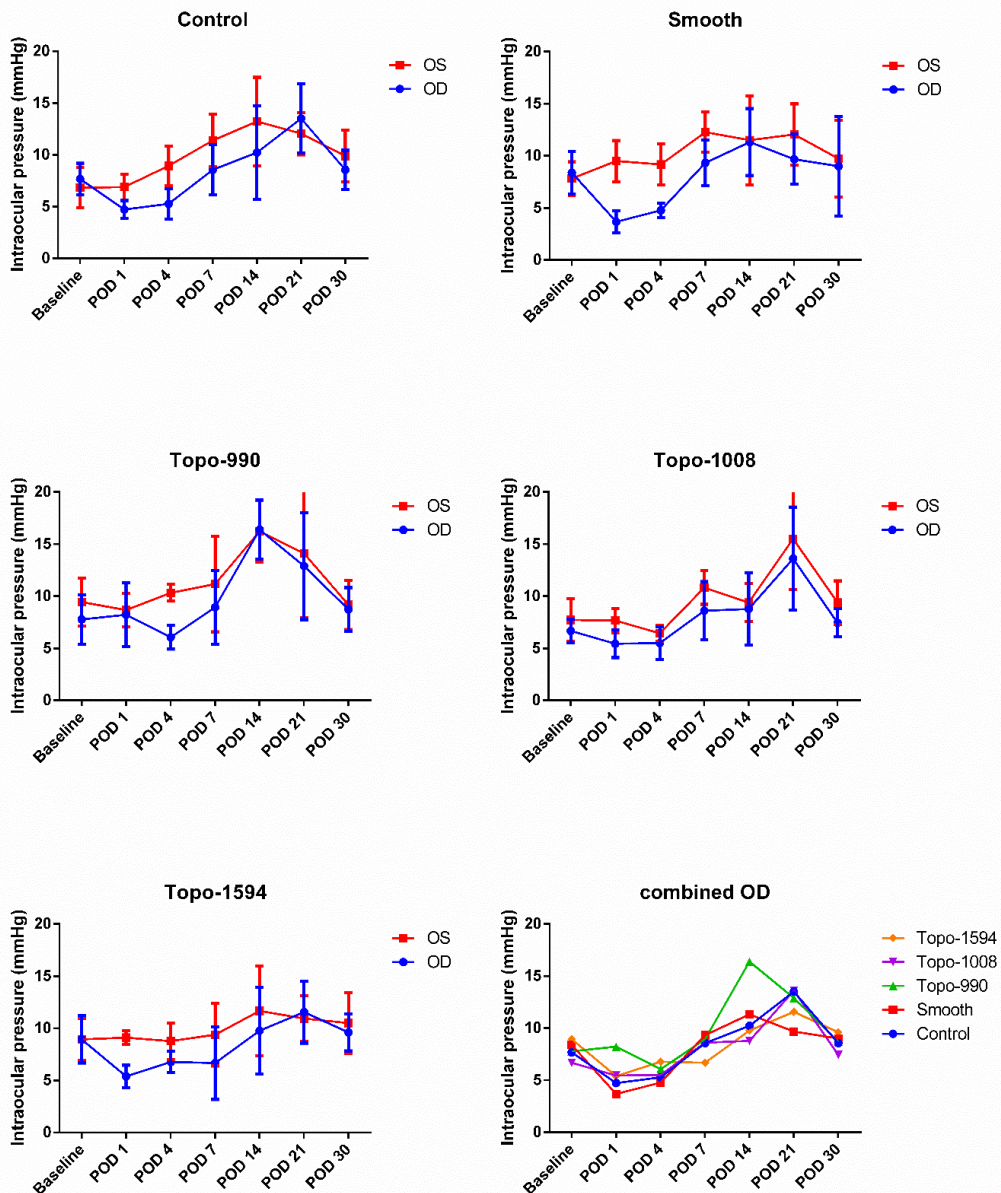 Control
Intraocular pressure (mmHg)
20
15
10
5
0
Baseline
POD 1
POD 4
POD 7
POD 14
POD 21
POD 30
OS
OD
Smooth
Intraocular pressure (mmHg)
20
15
10
5
0
Baseline
POD 1
POD 4
POD 7
POD 14
POD 21
POD 30
OS
OD
Topo-990
Intraocular pressure (mmHg)
20
15
10
5
0
Baseline
POD 1
POD 4
POD 7
POD 14
POD 21
POD 30
OS
OD
Topo-1008
Intraocular pressure (mmHg)
20
15
10
5
0
Baseline
POD 1
POD 4
POD 7
POD 14
POD 21
POD 30
OS
OD
Topo-1594
Intraocular pressure (mmHg)
20
15
10
5
0
Baseline
POD 1
POD 4
POD 7
POD 14
POD 21
POD 30
OS
OD
combined OD
Intraocular pressure (mmHg)
20
15
10
5
0
Baseline
POD 1
POD 4
POD 7
POD 14
POD 21
POD 30
Topo-1594
Topo-1008
Topo-990
Smooth
Control